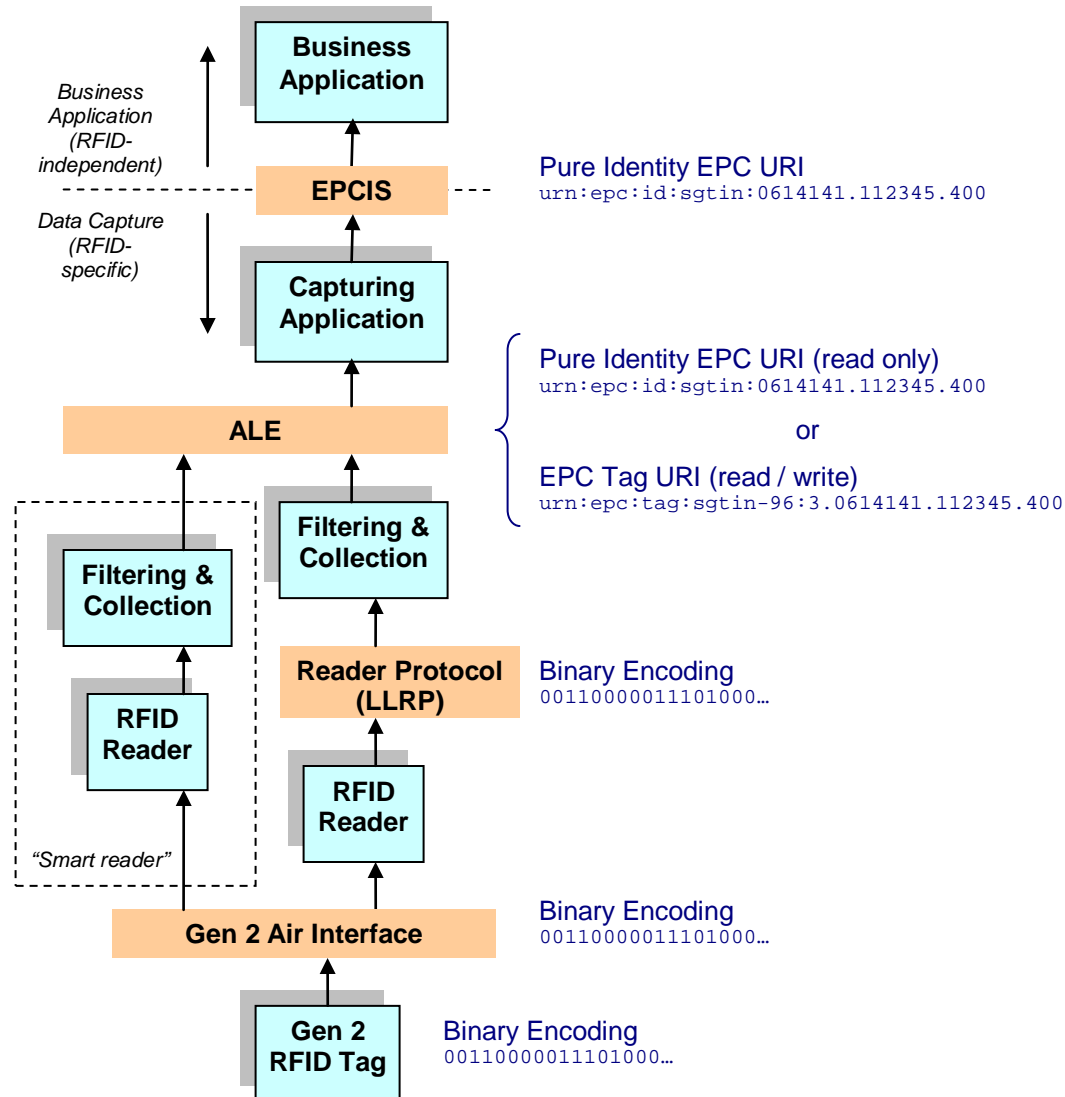 Business
Application
Business
Application
(RFID-
independent)
Pure Identity EPC URI
urn:epc:id:sgtin:0614141.112345.400
EPCIS
Data Capture
(RFID-
specific)
Capturing
Application
Pure Identity EPC URI (read only)
urn:epc:id:sgtin:0614141.112345.400
or
ALE
EPC Tag URI (read / write)
urn:epc:tag:sgtin-96:3.0614141.112345.400
Filtering &
Collection
Filtering &
Collection
Reader Protocol
(LLRP)
Binary Encoding
00110000011101000…
RFID
Reader
RFID
Reader
“Smart reader”
Gen 2 Air Interface
Binary Encoding
00110000011101000…
Gen 2
RFID Tag
Binary Encoding
00110000011101000…